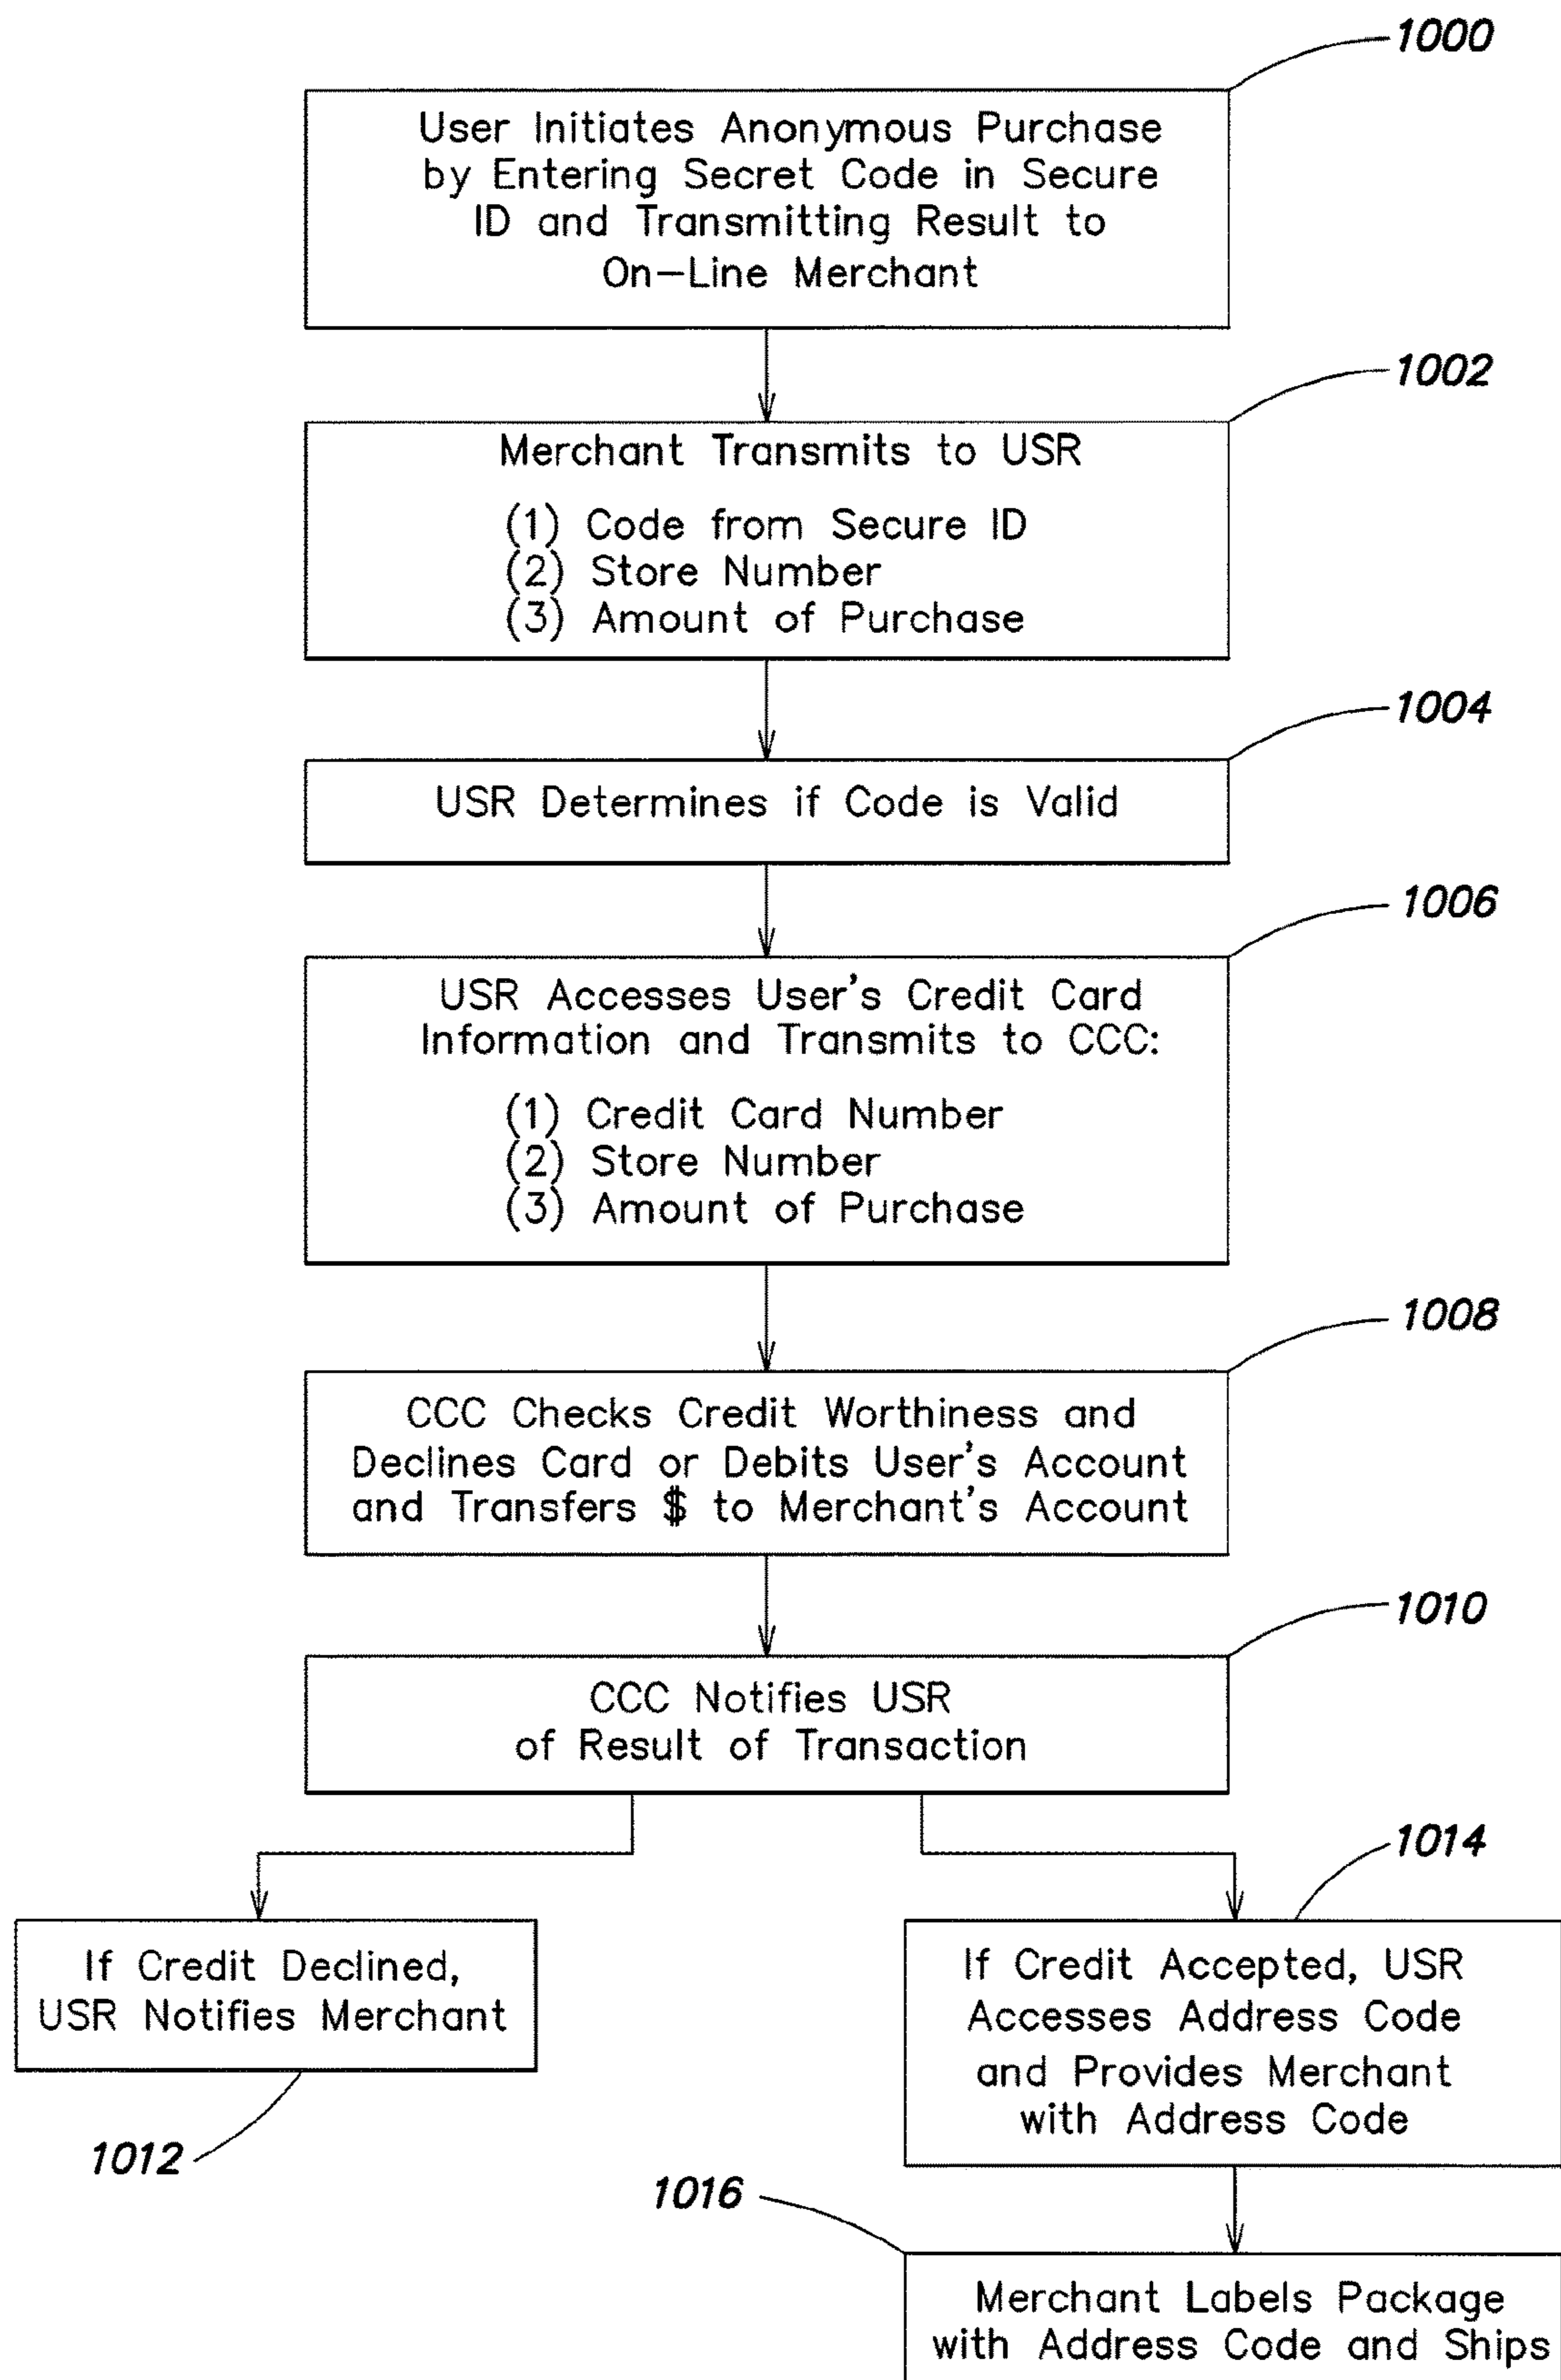 1000
User Initiates Anonymous Purchase
by Entering Secret Code in Secure
ID and Transmitting Result to
On-Line Merchant
1002
Merchant Transmits to USR
(1) Code from Secure ID
(2) Store Number
(3) Amount of Purchase
1004
USR Determines if Code is Valid
1006
USR Accesses User's Credit Card
Information and Transmits to CCC:
(1) Credit Card Number
(2) Store Number
(3) Amount of Purchase
1008
CCC Checks Credit Worthiness and
Declines Card or Debits User's Account
and Transfers $ to Merchant's Account
1010
CCC Notifies USR
of Result of Transaction
If Credit Declined,
USR Notifies Merchant
1012
1014
If Credit Accepted, USR
Accesses Address Code
and Provides Merchant
with Address Code
1016
Merchant Labels Package
with Address Code and Ships